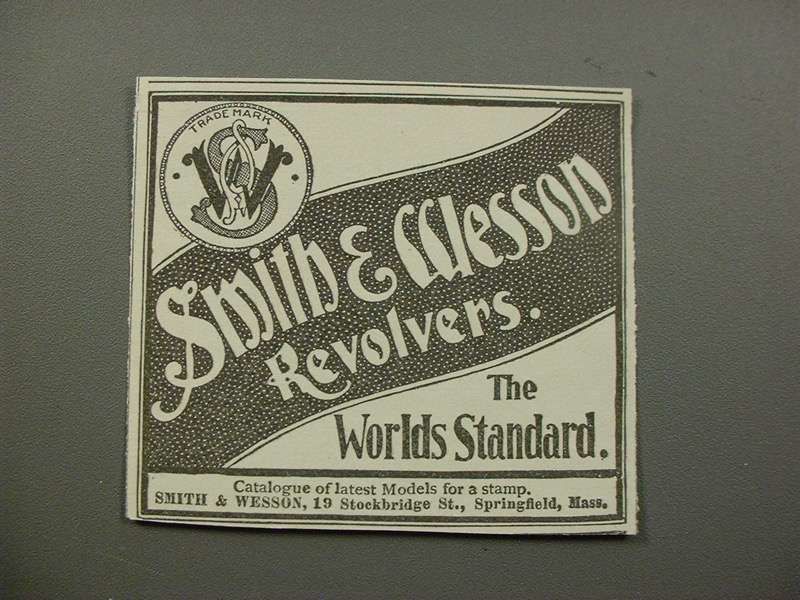 TRADE MARK
SW
Smith & Wesson
Revolvers.
The
Worlds Standard.
Catalogue of latest Models for a stamp.
SMITH & WESSON, 19 Stockbridge St., Springfield, Mass.